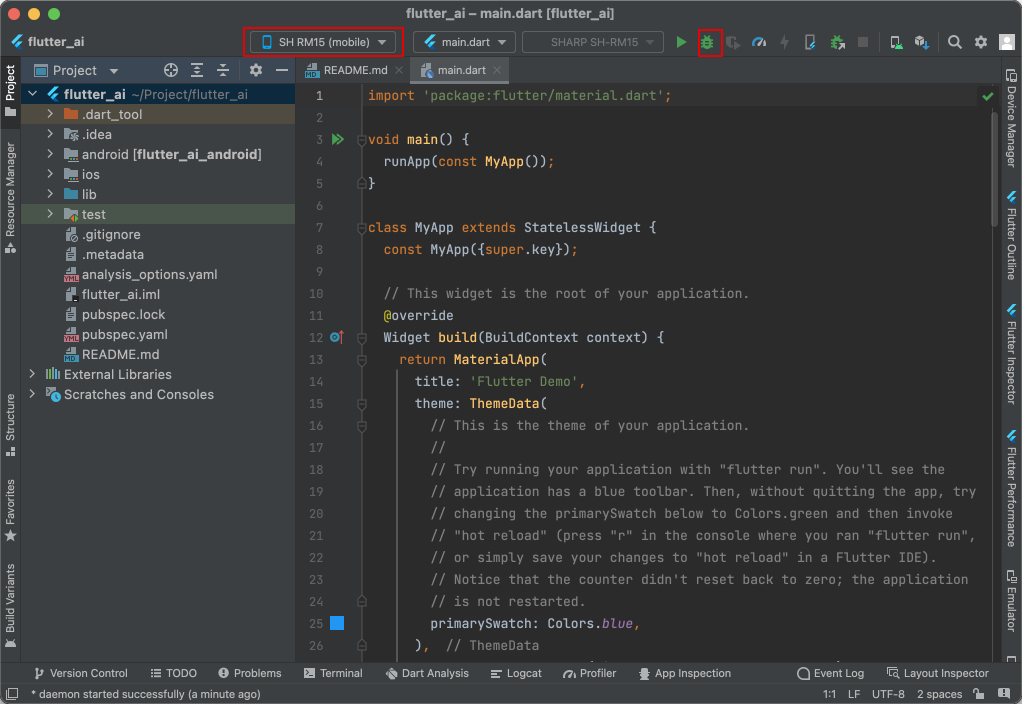 flutter_ai – main.dart [flutter_ai]
flutter_ai
SH RM15 (mobile)
main.dart
SHARP SH-RM15
Project
README.md
main.dart
Project
Resource Manager
Structure
Favorites
Build Variants
flutter_ai ~/Project/flutter_ai
.dart_tool
.idea
android [flutter_ai_android]
ios
lib
test
.gitignore
.metadata
analysis_options.yaml
flutter_ai.iml
pubspec.lock
pubspec.yaml
README.md
External Libraries
Scratches and Consoles
1 import 'package:flutter/material.dart';
2
3 void main() {
4 runApp(const MyApp());
5 }
6
7 class MyApp extends StatelessWidget {
8 const MyApp({super.key});
9
10 // This widget is the root of your application.
11 @override
12 Widget build(BuildContext context) {
13 return MaterialApp(
14 title: 'Flutter Demo',
15 theme: ThemeData(
16 // This is the theme of your application.
17 //
18 // Try running your application with "flutter run". You'll see the
19 // application has a blue toolbar. Then, without quitting the app, try
20 // changing the primarySwatch below to Colors.green and then invoke
21 // "hot reload" (press "r" in the console where you ran "flutter run",
22 // or simply save your changes to "hot reload" in a Flutter IDE).
23 // Notice that the counter didn't reset back to zero; the application
24 // is not restarted.
25 primarySwatch: Colors.blue,
26 ), // ThemeData
Device Manager
Flutter Outline
Flutter Inspector
Flutter Performance
Emulator
Version Control
TODO
Problems
Terminal
Dart Analysis
Logcat
Profiler
App Inspection
Event Log
Layout Inspector
* daemon started successfully (a minute ago)
1:1 LF UTF-8 2 spaces